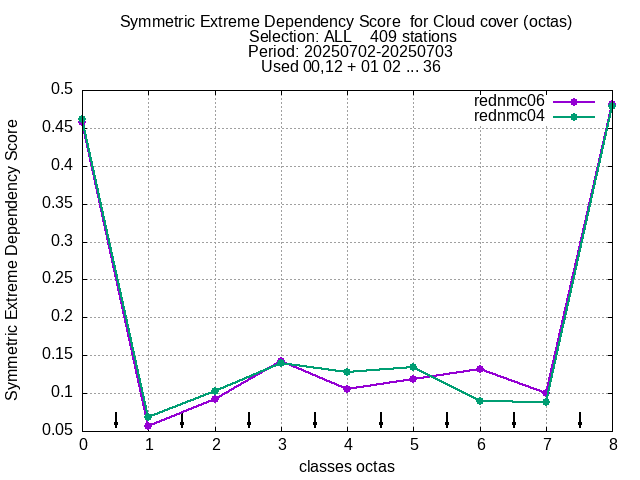 Symmetric Extreme Dependency Score  for Cloud cover (octas)
Selection: ALL    409 stations
Period: 20250702-20250703
Used 00,12 + 01 02 ... 36
rednmc06
rednmc04
Symmetric Extreme Dependency Score
0.5
0.45
0.4
0.35
0.3
0.25
0.2
0.15
0.1
0.05
0 1 2 3 4 5 6 7 8
classes octas